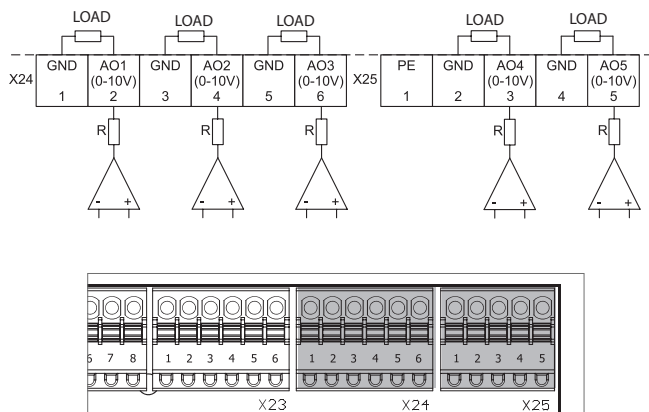 LOAD LOAD LOAD LOAD LOAD
X24 GND AO1 GND AO2 GND AO3 X25 PE GND AO4 GND AO5
(0-10V) (0-10V) (0-10V) (0-10V) (0-10V)
1 2 3 4 5 6 1 2 3 4 5
R R R R R
- + - + - + - + - +
6 7 8 1 2 3 4 5 6 1 2 3 4 5 6 1 2 3 4 5
X23 X24 X25